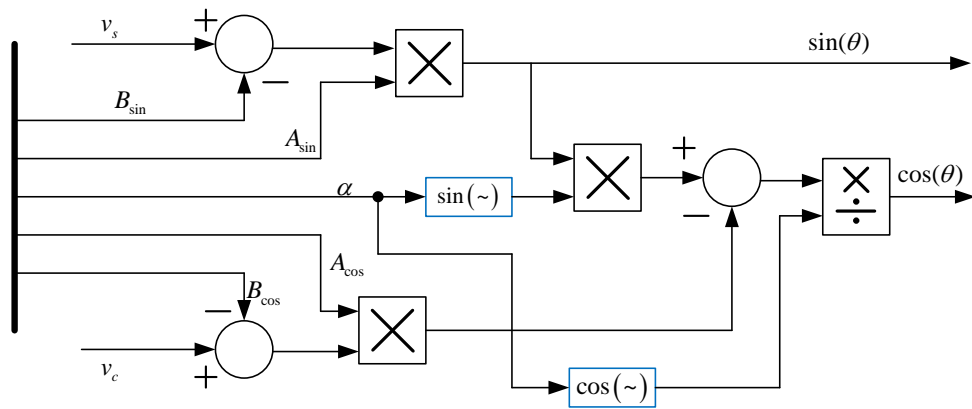 +
v_s
sin(θ)
−
B_sin
A_sin
+
α
sin(~)
cos(θ)
−
A_cos
B_cos
−
v_c
+
cos(~)